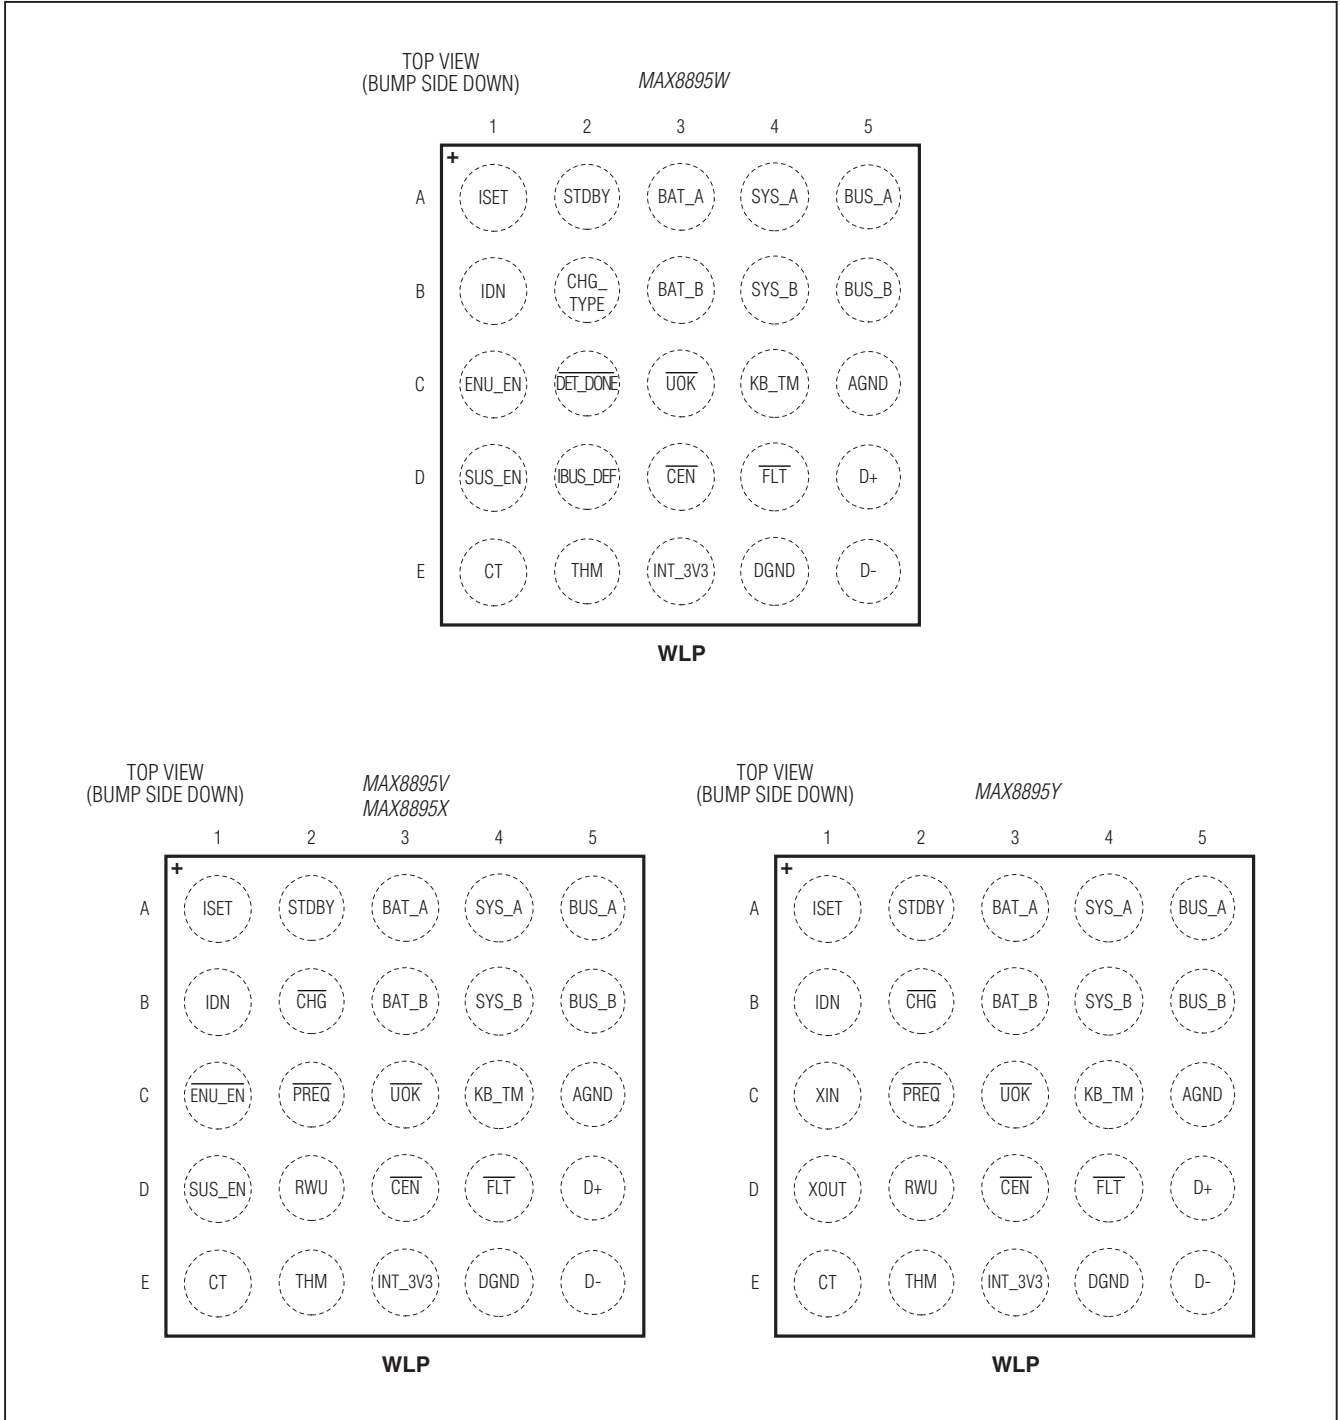 TOP VIEW
(BUMP SIDE DOWN)
MAX8895W
1 2 3 4 5
+
A ISET STDBY BAT_A SYS_A BUS_A
B IDN CHG_
TYPE BAT_B SYS_B BUS_B
C ENU_EN DET_DONE UOK KB_TM AGND
D SUS_EN IBUS_DEF CEN FLT D+
E CT THM INT_3V3 DGND D-
WLP
TOP VIEW
(BUMP SIDE DOWN)
MAX8895V
MAX8895X
1 2 3 4 5
+
A ISET STDBY BAT_A SYS_A BUS_A
B IDN CHG BAT_B SYS_B BUS_B
C ENU_EN PREQ UOK KB_TM AGND
D SUS_EN RWU CEN FLT D+
E CT THM INT_3V3 DGND D-
WLP
TOP VIEW
(BUMP SIDE DOWN)
MAX8895Y
1 2 3 4 5
+
A ISET STDBY BAT_A SYS_A BUS_A
B IDN CHG BAT_B SYS_B BUS_B
C XIN PREQ UOK KB_TM AGND
D XOUT RWU CEN FLT D+
E CT THM INT_3V3 DGND D-
WLP